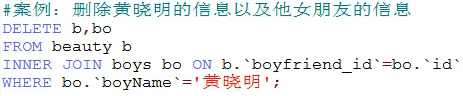 #案例：删除黄晓明的信息以及他女朋友的信息
DELETE b,bo
FROM beauty b
INNER JOIN boys bo ON b.`boyfriend_id`=bo.`id`
WHERE bo.`boyName`='黄晓明';